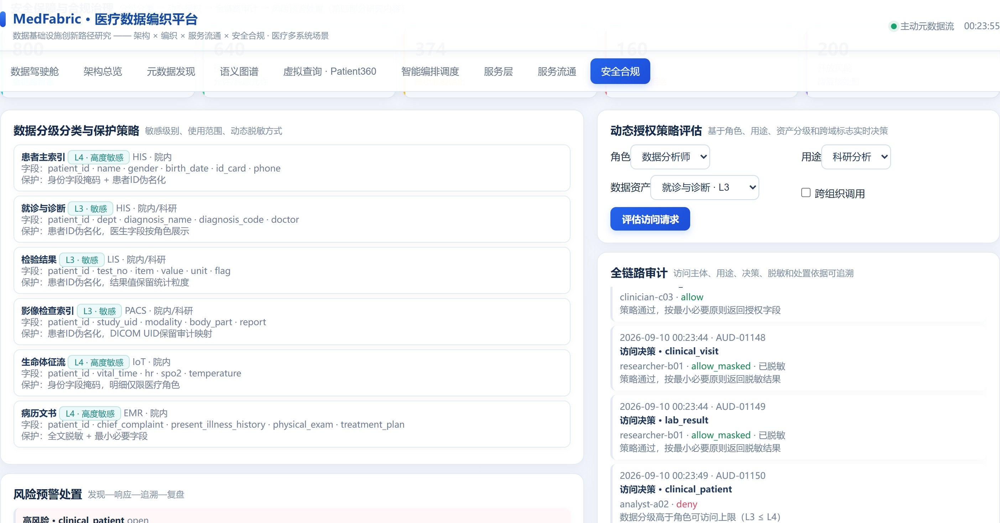 安全保障与合规治理
MedFabric • 医疗数据编织平台
数据基础设施创新路径研究 —— 架构 × 编织 × 服务流通 × 安全合规 · 医疗多系统场景
主动元数据流 00:23:55
800 640 374 160 200
数据驾驶舱 架构总览 元数据发现 语义图谱 虚拟查询 · Patient360 智能编排调度 服务层 服务流通 安全合规
数据分级分类与保护策略 敏感级别、使用范围、动态脱敏方式
患者主索引 L4 · 高度敏感 HIS · 院内
字段：patient_id · name · gender · birth_date · id_card · phone
保护：身份字段掩码 + 患者ID伪名化
就诊与诊断 L3 · 敏感 HIS · 院内/科研
字段：patient_id · dept · diagnosis_name · diagnosis_code · doctor
保护：患者ID伪名化，医生字段按角色展示
检验结果 L3 · 敏感 LIS · 院内/科研
字段：patient_id · test_no · item · value · unit · flag
保护：患者ID伪名化，结果值保留统计粒度
影像检查索引 L3 · 敏感 PACS · 院内/科研
字段：patient_id · study_uid · modality · body_part · report
保护：患者ID伪名化，DICOM UID保留审计映射
生命体征流 L4 · 高度敏感 IoT · 院内
字段：patient_id · vital_time · hr · spo2 · temperature
保护：身份字段掩码，明细仅限医疗角色
病历文书 L4 · 高度敏感 EMR · 院内
字段：patient_id · chief_complaint · present_illness_history · physical_exam · treatment_plan
保护：全文脱敏 + 最小必要字段
风险预警处置 发现—响应—追溯—复盘
高风险 • clinical_patient open
动态授权策略评估 基于角色、用途、资产分级和跨域标志实时决策
角色 数据分析师 用途 科研分析
数据资产 就诊与诊断 · L3 跨组织调用
评估访问请求
全链路审计 访问主体、用途、决策、脱敏和处置依据可追溯
clinician-c03 · allow
策略通过，按最小必要原则返回授权字段
2026-09-10 00:23:44 · AUD-01148
访问决策 • clinical_visit
researcher-b01 · allow_masked · 已脱敏
策略通过，按最小必要原则返回脱敏结果
2026-09-10 00:23:44 · AUD-01149
访问决策 • lab_result
researcher-b01 · allow_masked · 已脱敏
策略通过，按最小必要原则返回脱敏结果
2026-09-10 00:23:49 · AUD-01150
访问决策 • clinical_patient
analyst-a02 · deny
数据分级高于角色可访问上限（L3 ≤ L4）